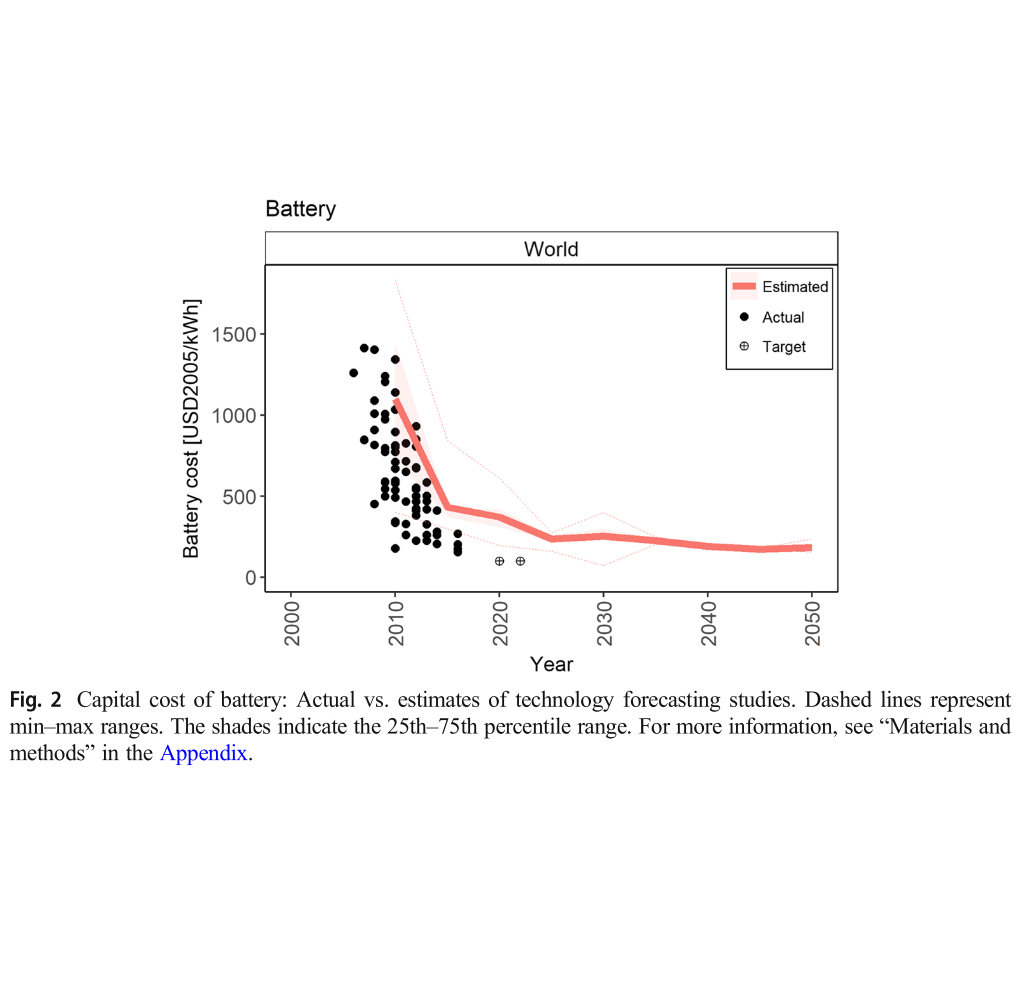 Battery
World
Estimated
Actual
Target
Battery cost [USD2005/kWh]
1500
1000
500
0
2000
2010
2020
2030
2040
2050
Year
Fig. 2 Capital cost of battery: Actual vs. estimates of technology forecasting studies. Dashed lines represent
min–max ranges. The shades indicate the 25th–75th percentile range. For more information, see “Materials and
methods” in the Appendix.